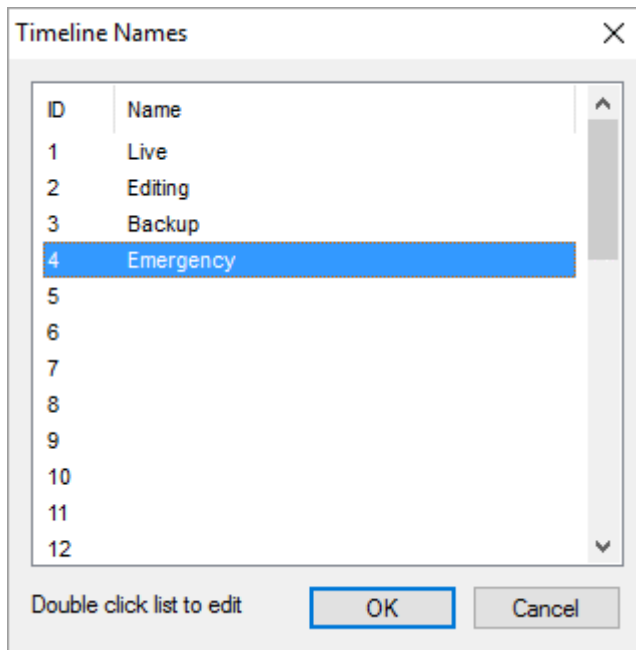 Timeline Names
ID Name
1 Live
2 Editing
3 Backup
4 Emergency
5
6
7
8
9
10
11
12
Double click list to edit OK Cancel